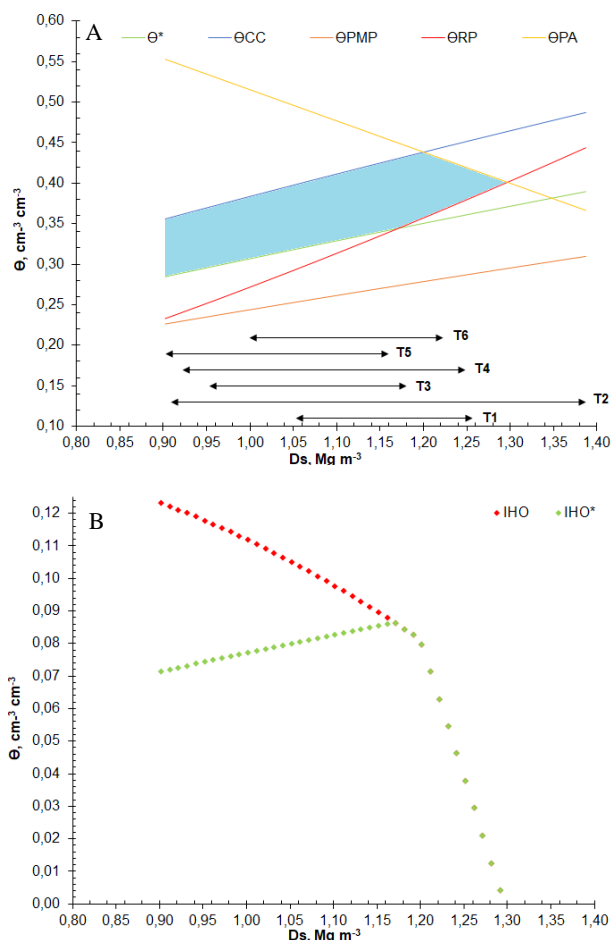 A
Ɵ* ƟCC ƟPMP ƟRP ƟPA
0,60
0,55
0,50
0,45
0,40
0,35
0,30
0,25
0,20
0,15
0,10
Ɵ, cm-³ cm-³
T6
T5
T4
T3
T2
T1
0,80 0,85 0,90 0,95 1,00 1,05 1,10 1,15 1,20 1,25 1,30 1,35 1,40
Ds, Mg m-³
B
IHO IHO*
0,12
0,11
0,10
0,09
0,08
0,07
0,06
0,05
0,04
0,03
0,02
0,01
0,00
Ɵ, cm-³ cm-³
0,80 0,85 0,90 0,95 1,00 1,05 1,10 1,15 1,20 1,25 1,30 1,35 1,40
Ds, Mg m-³